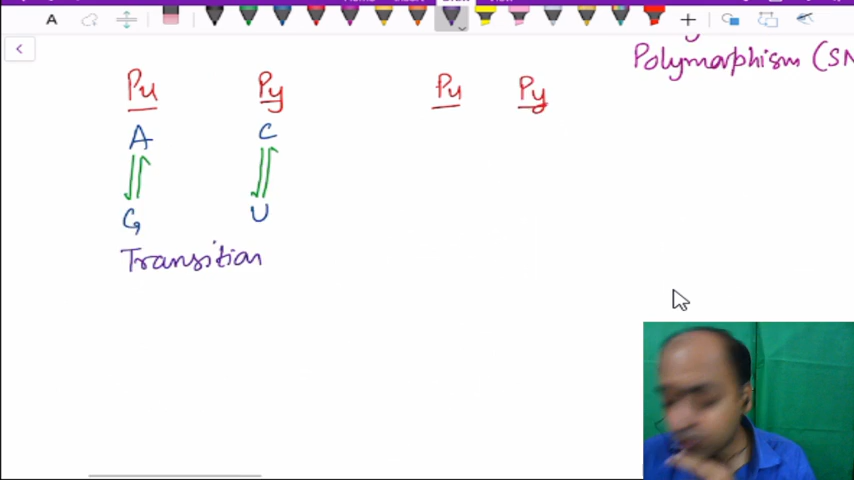 Polymorphism (SN
Pu Py Pu Py
A C
G U
Transition